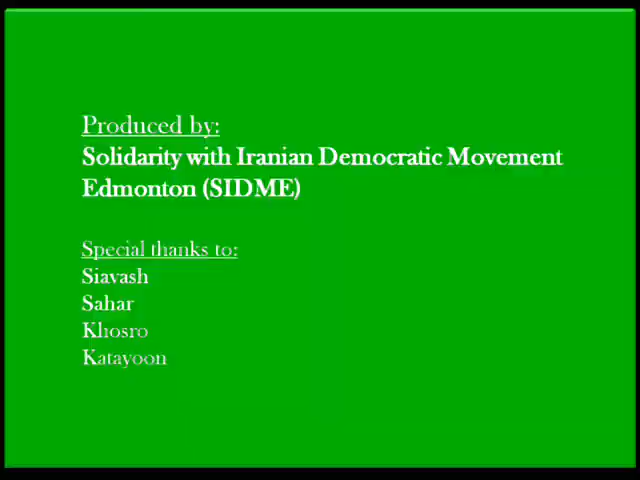 Produced by:
Solidarity with Iranian Democratic Movement
Edmonton (SIDME)
Special thanks to:
Siavash
Sahar
Khosro
Katayoon